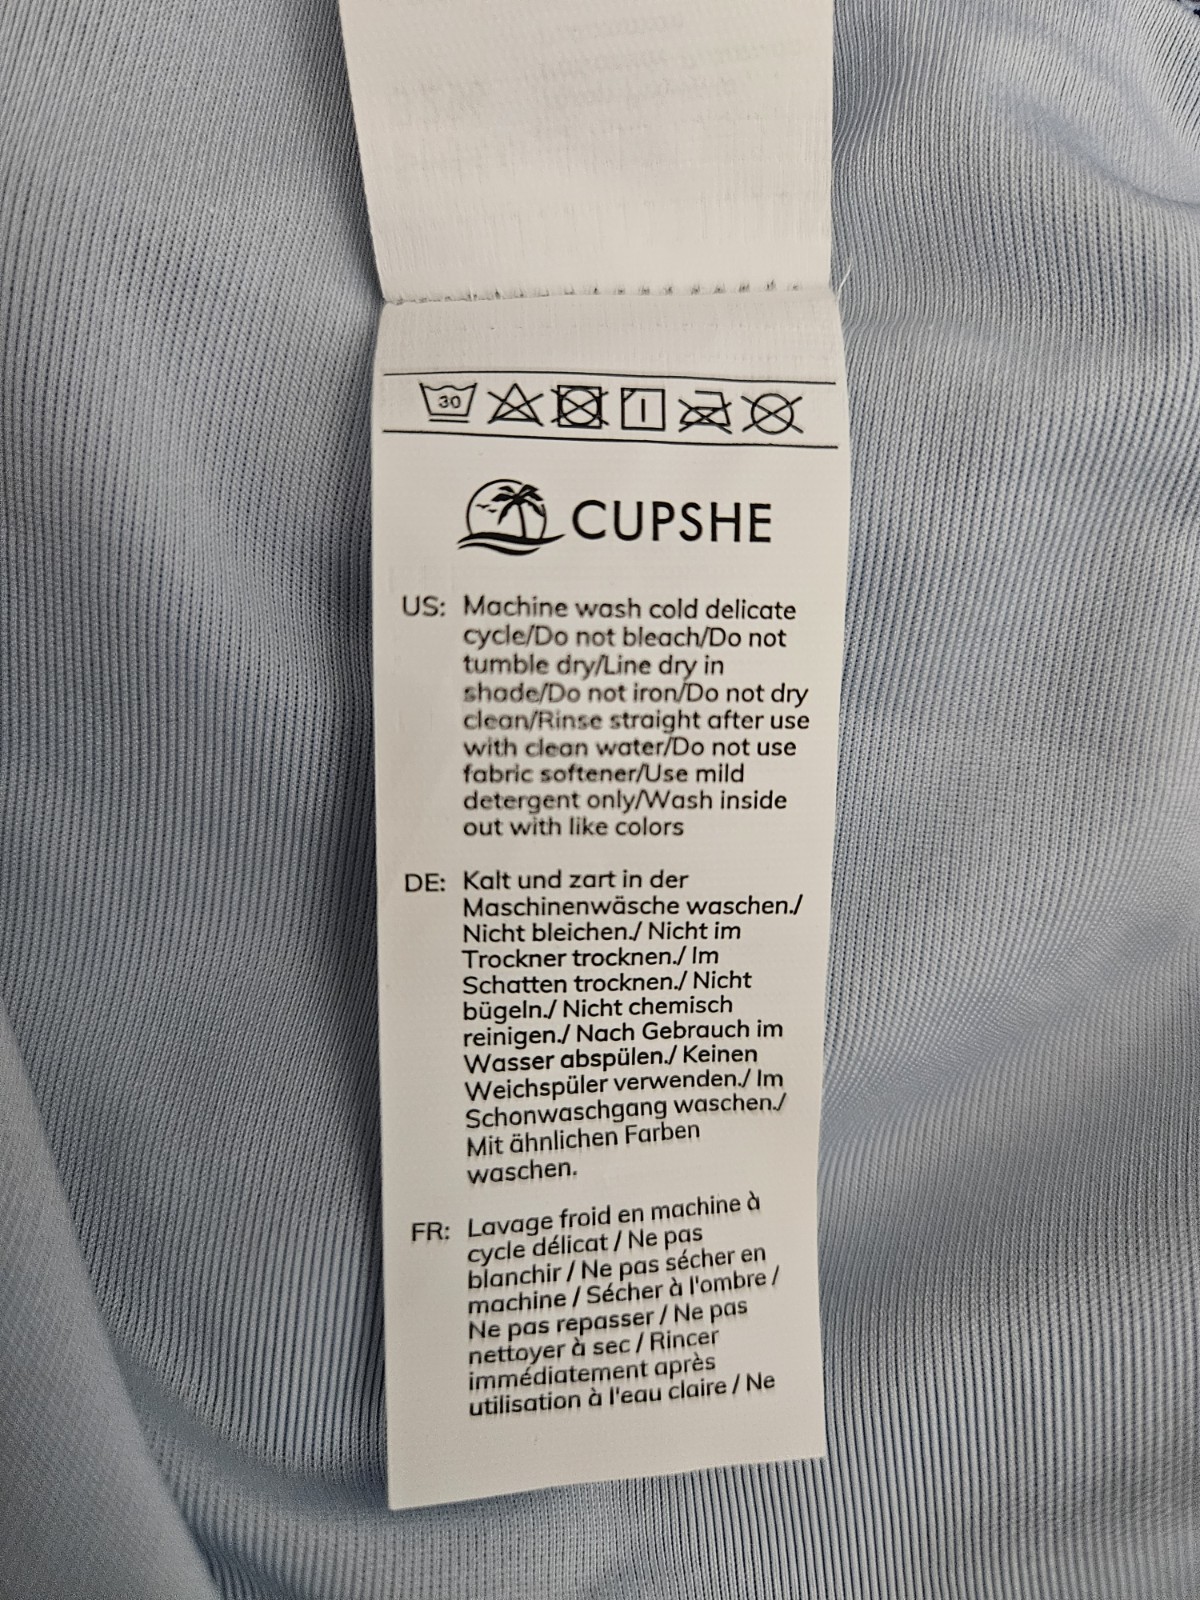 30
CUPSHE
US: Machine wash cold delicate
cycle/Do not bleach/Do not
tumble dry/Line dry in
shade/Do not iron/Do not dry
clean/Rinse straight after use
with clean water/Do not use
fabric softener/Use mild
detergent only/Wash inside
out with like colors
DE: Kalt und zart in der
Maschinenwäsche waschen./
Nicht bleichen./ Nicht im
Trockner trocknen./ Im
Schatten trocknen./ Nicht
bügeln./ Nicht chemisch
reinigen./ Nach Gebrauch im
Wasser abspülen./ Keinen
Weichspüler verwenden./ Im
Schonwaschgang waschen./
Mit ähnlichen Farben
waschen.
FR: Lavage froid en machine à
cycle délicat / Ne pas
blanchir / Ne pas sécher en
machine / Sécher à l'ombre /
Ne pas repasser / Ne pas
nettoyer à sec / Rincer
immédiatement après
utilisation à l'eau claire / Ne